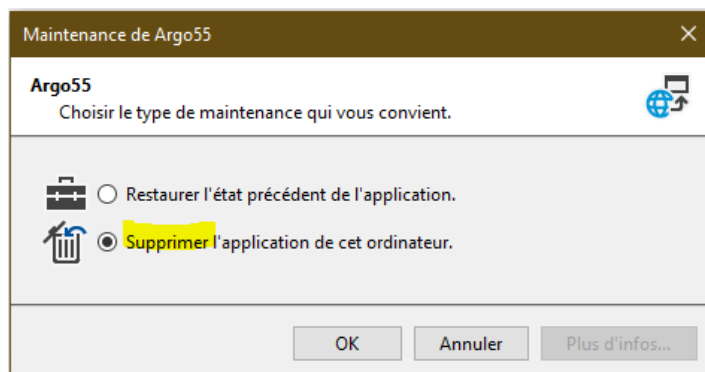 Maintenance de Argo55
Argo55
Choisir le type de maintenance qui vous convient.
Restaurer l'état précédent de l'application.
Supprimer l'application de cet ordinateur.
OK
Annuler
Plus d'infos...